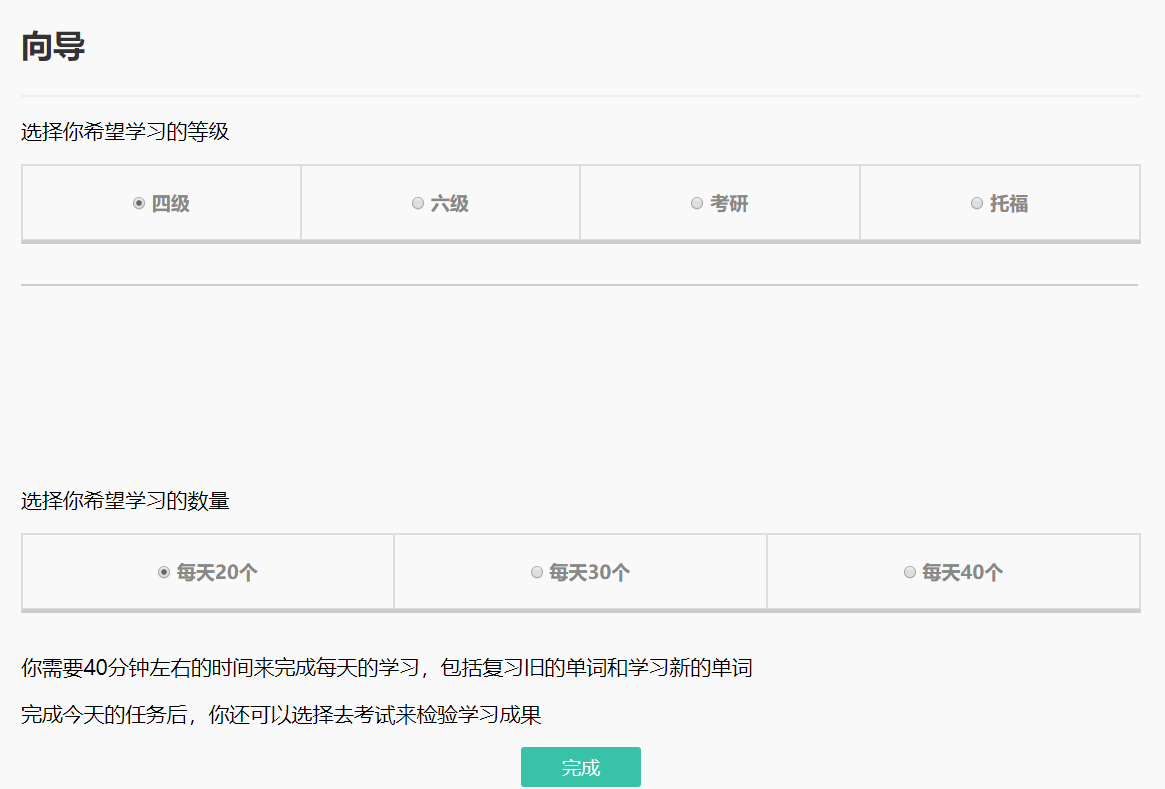 向导
选择你希望学习的等级
四级 六级 考研 托福
选择你希望学习的数量
每天20个 每天30个 每天40个
你需要40分钟左右的时间来完成每天的学习，包括复习旧的单词和学习新的单词
完成今天的任务后，你还可以选择去考试来检验学习成果
完成